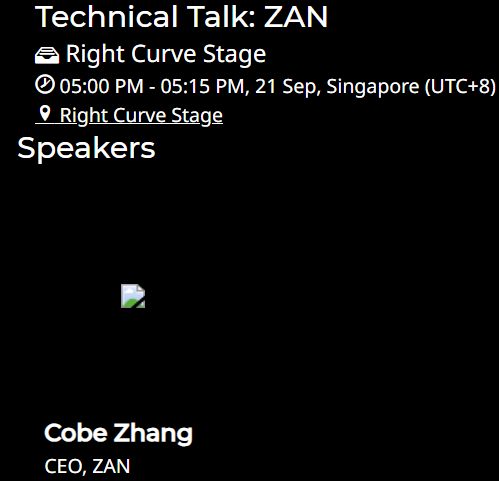 Technical Talk: ZAN
Right Curve Stage
05:00 PM - 05:15 PM, 21 Sep, Singapore (UTC+8)
Right Curve Stage
Speakers
Cobe Zhang
CEO, ZAN